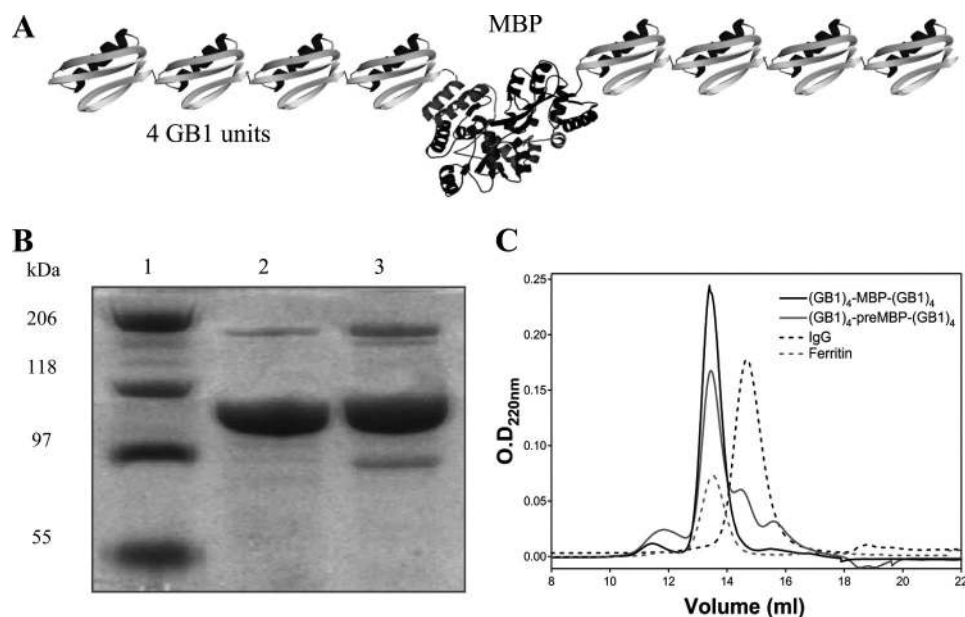 A
MBP
4 GB1 units
B
kDa
1 2 3
206
118
97
55
C
(GB1)4-MBP-(GB1)4
(GB1)4-preMBP-(GB1)4
IgG
Ferritin
O.D220nm
0.25
0.20
0.15
0.10
0.05
0.00
8 10 12 14 16 18 20 22
Volume (ml)